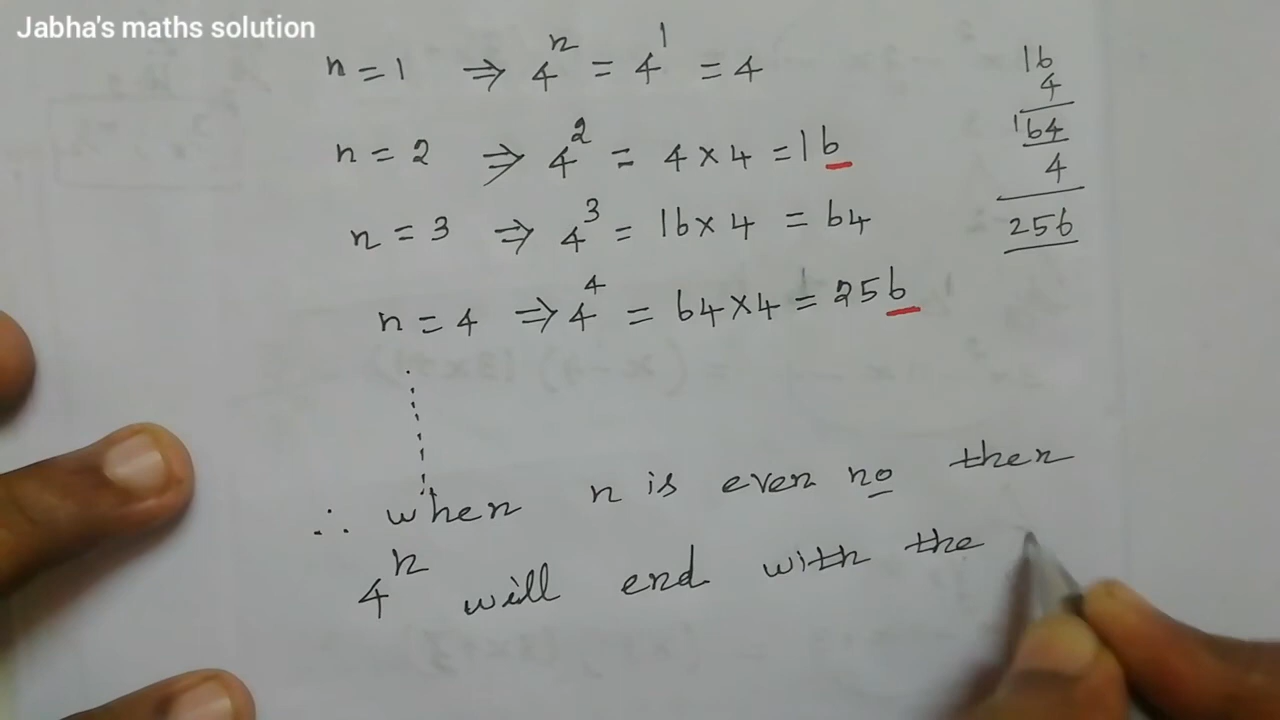 Jabha's maths solution
n = 1 ⇒ 4^n = 4^1 = 4
n = 2 ⇒ 4^2 = 4 × 4 = 16
n = 3 ⇒ 4^3 = 16 × 4 = 64
n = 4 ⇒ 4^4 = 64 × 4 = 256
16
4
164
4
256
∴ when n is even no then
4^n will end with the